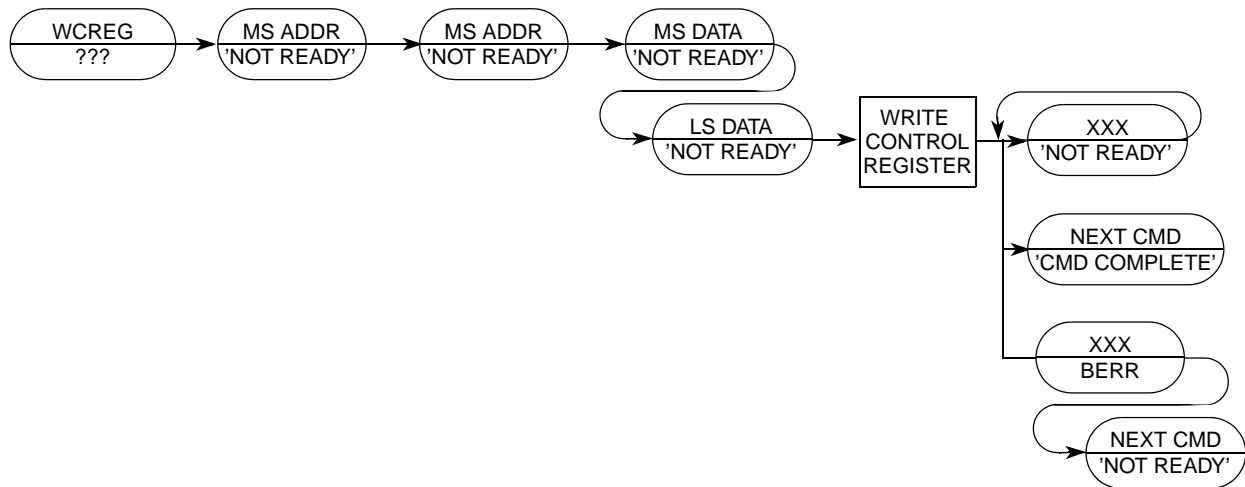 WCREG
???
MS ADDR
'NOT READY'
MS ADDR
'NOT READY'
MS DATA
'NOT READY'
LS DATA
'NOT READY'
WRITE
CONTROL
REGISTER
XXX
'NOT READY'
NEXT CMD
'CMD COMPLETE'
XXX
BERR
NEXT CMD
'NOT READY'